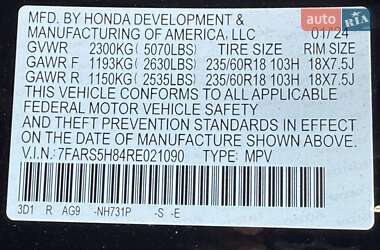 MFD. BY HONDA DEVELOPMENT &
MANUFACTURING OF AMERICA, LLC 01/24
GVWR 2300KG (5070LBS) TIRE SIZE RIM SIZE
GAWR F 1193KG (2630LBS) 235/60R18 103H 18X7.5J
GAWR R 1150KG (2535LBS) 235/60R18 103H 18X7.5J
THIS VEHICLE CONFORMS TO ALL APPLICABLE
FEDERAL MOTOR VEHICLE SAFETY
AND THEFT PREVENTION STANDARDS IN EFFECT
ON THE DATE OF MANUFACTURE SHOWN ABOVE.
V.I.N.: 7FARS5H84RE021090 TYPE: MPV
3D1 R AG9 -NH731P -S -E
auto RIA